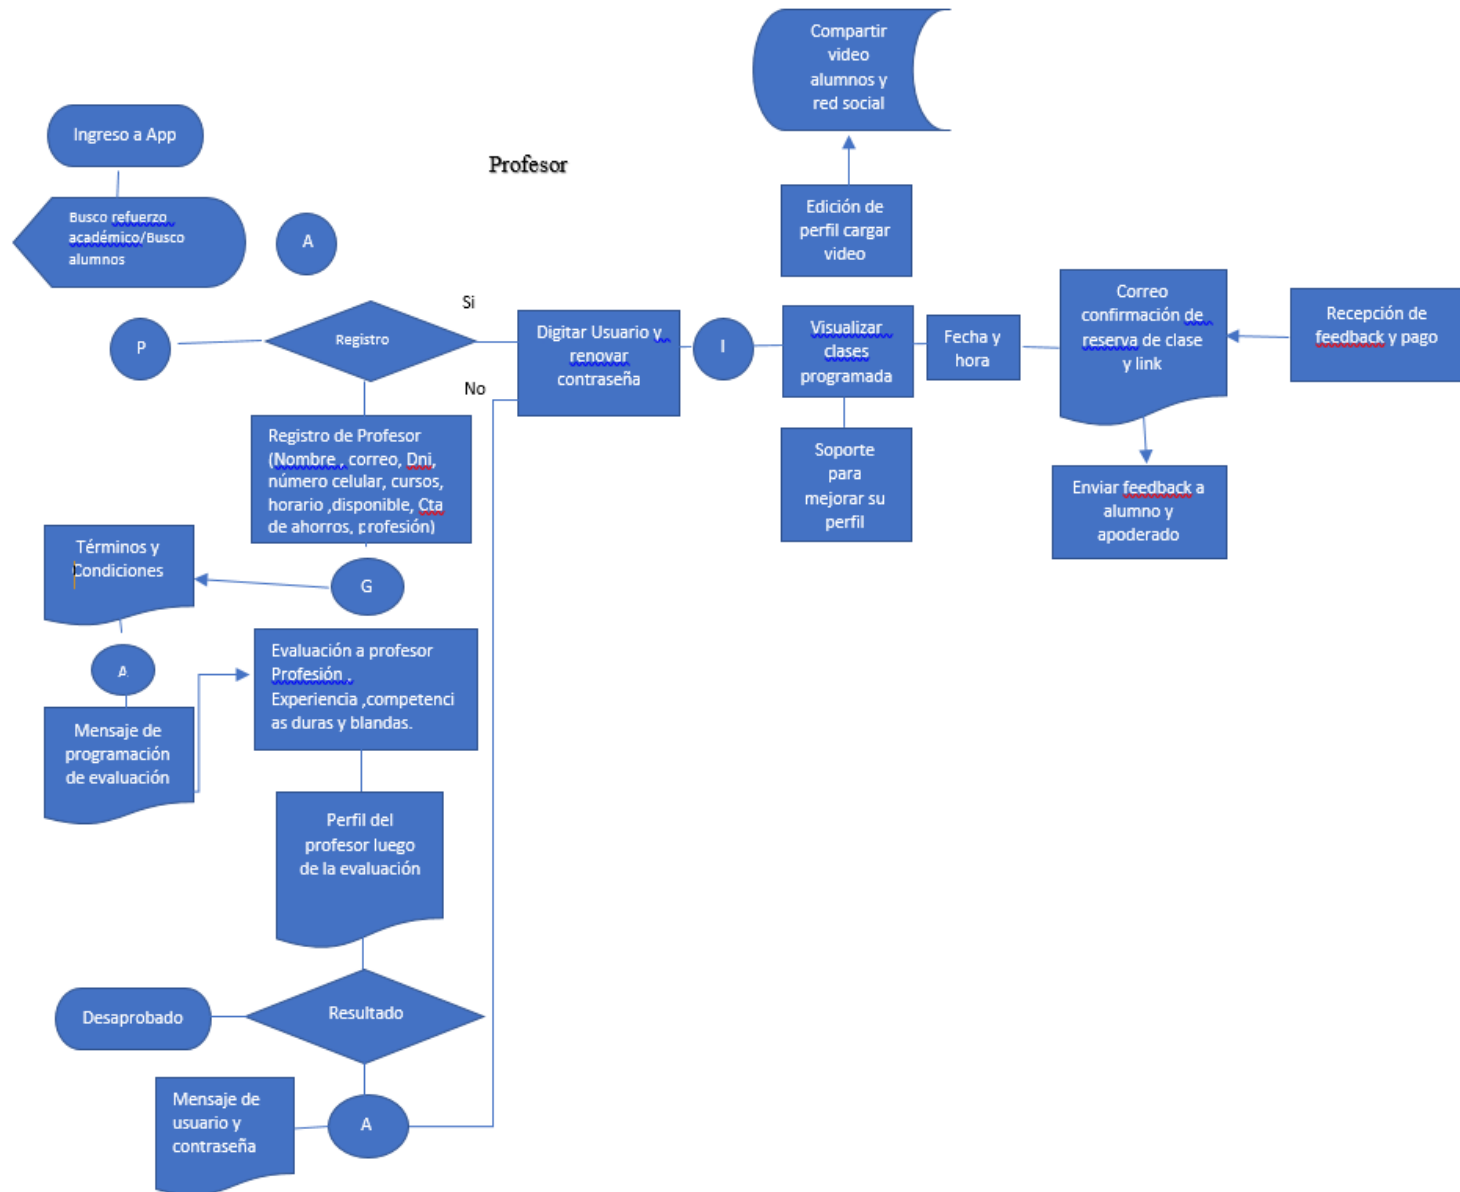 Compartir
video
alumnos y
red social
Ingreso a App
Profesor
Busco refuerzo
académico/Busco
alumnos
A
Edición de
perfil cargar
video
Si
P
Registro
Digitar Usuario y
renovar
contraseña
I
Visualizar
clases
programada
Fecha y
hora
Correo
confirmación de
reserva de clase
y link
Recepción de
feedback y pago
No
Registro de Profesor
(Nombre , correo, Dni,
número celular, cursos,
horario ,disponible, Cta
de ahorros, profesión)
Soporte
para
mejorar su
perfil
Enviar feedback a
alumno y
apoderado
Términos y
Condiciones
G
A
Evaluación a profesor
Profesión .
Experiencia ,competenci
as duras y blandas.
Mensaje de
programación
de evaluación
Perfil del
profesor luego
de la evaluación
Desaprobado
Resultado
Mensaje de
usuario y
contraseña
A